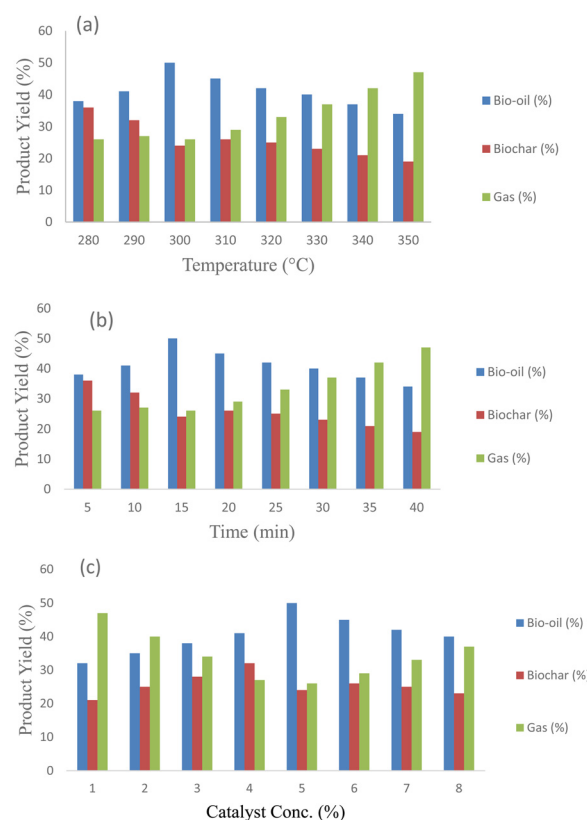 (a)
Product Yield (%)
60
50
40
30
20
10
0
280 290 300 310 320 330 340 350
Temperature (°C)
Bio-oil (%)
Biochar (%)
Gas (%)
(b)
Product Yield (%)
60
50
40
30
20
10
0
5 10 15 20 25 30 35 40
Time (min)
Bio-oil (%)
Biochar (%)
Gas (%)
(c)
Product Yield (%)
60
50
40
30
20
10
0
1 2 3 4 5 6 7 8
Catalyst Conc. (%)
Bio-oil (%)
Biochar (%)
Gas (%)